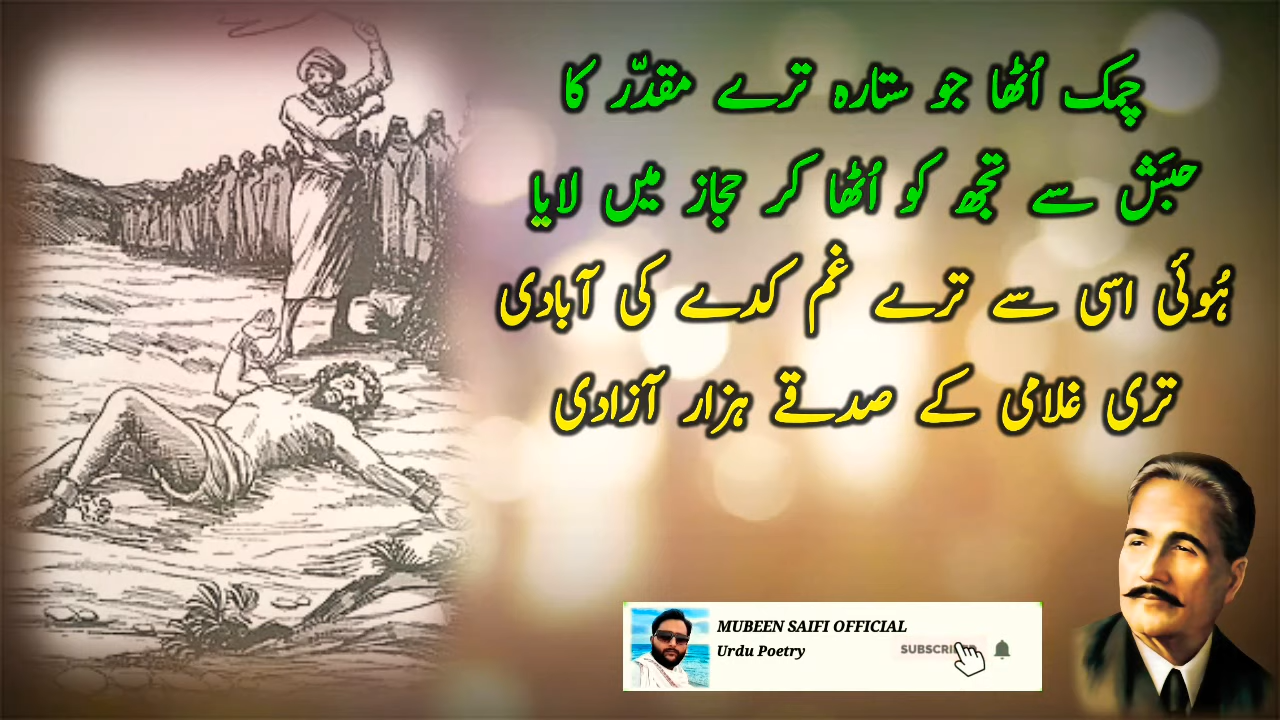 چمک اُٹھا جو ستارہ ترے مقدّر کا
حبَش سے تجھ کو اُٹھا کر حجاز میں لایا
ہُوئی اسی سے ترے غم کدے کی آبادی
تری غلامی کے صدقے ہزار آزادی
MUBEEN SAIFI OFFICIAL
Urdu Poetry